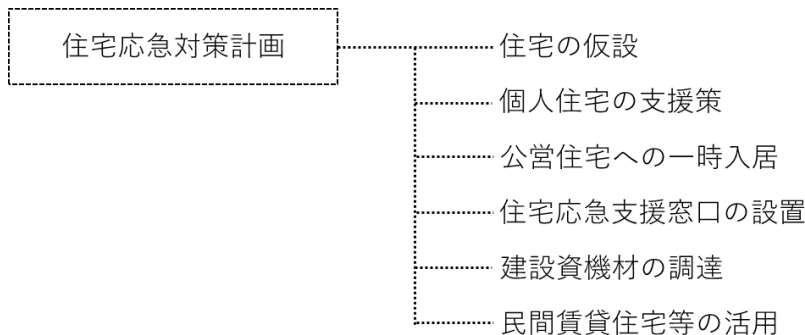 住宅応急対策計画
住宅の仮設
個人住宅の支援策
公営住宅への一時入居
住宅応急支援窓口の設置
建設資機材の調達
民間賃貸住宅等の活用